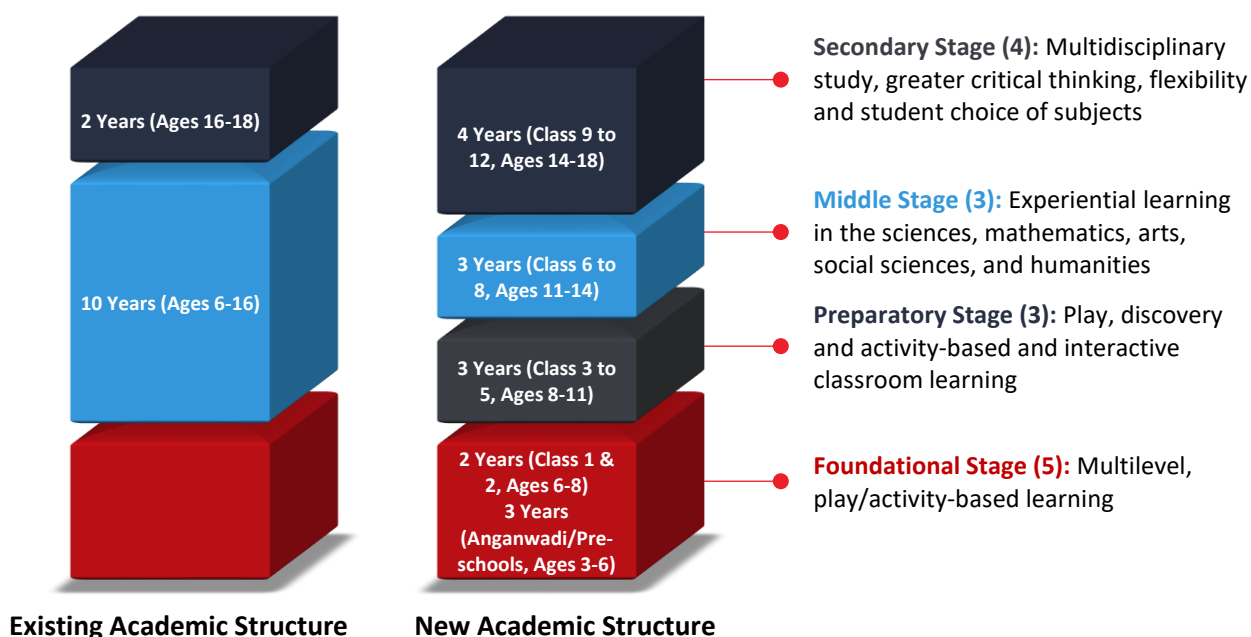 2 Years (Ages 16-18)
10 Years (Ages 6-16)
Existing Academic Structure
4 Years (Class 9 to
12, Ages 14-18)
3 Years (Class 6 to
8, Ages 11-14)
3 Years (Class 3 to
5, Ages 8-11)
2 Years (Class 1 &
2, Ages 6-8)
3 Years
(Anganwadi/Pre-
schools, Ages 3-6)
New Academic Structure
Secondary Stage (4): Multidisciplinary
study, greater critical thinking, flexibility
and student choice of subjects
Middle Stage (3): Experiential learning
in the sciences, mathematics, arts,
social sciences, and humanities
Preparatory Stage (3): Play, discovery
and activity-based and interactive
classroom learning
Foundational Stage (5): Multilevel,
play/activity-based learning